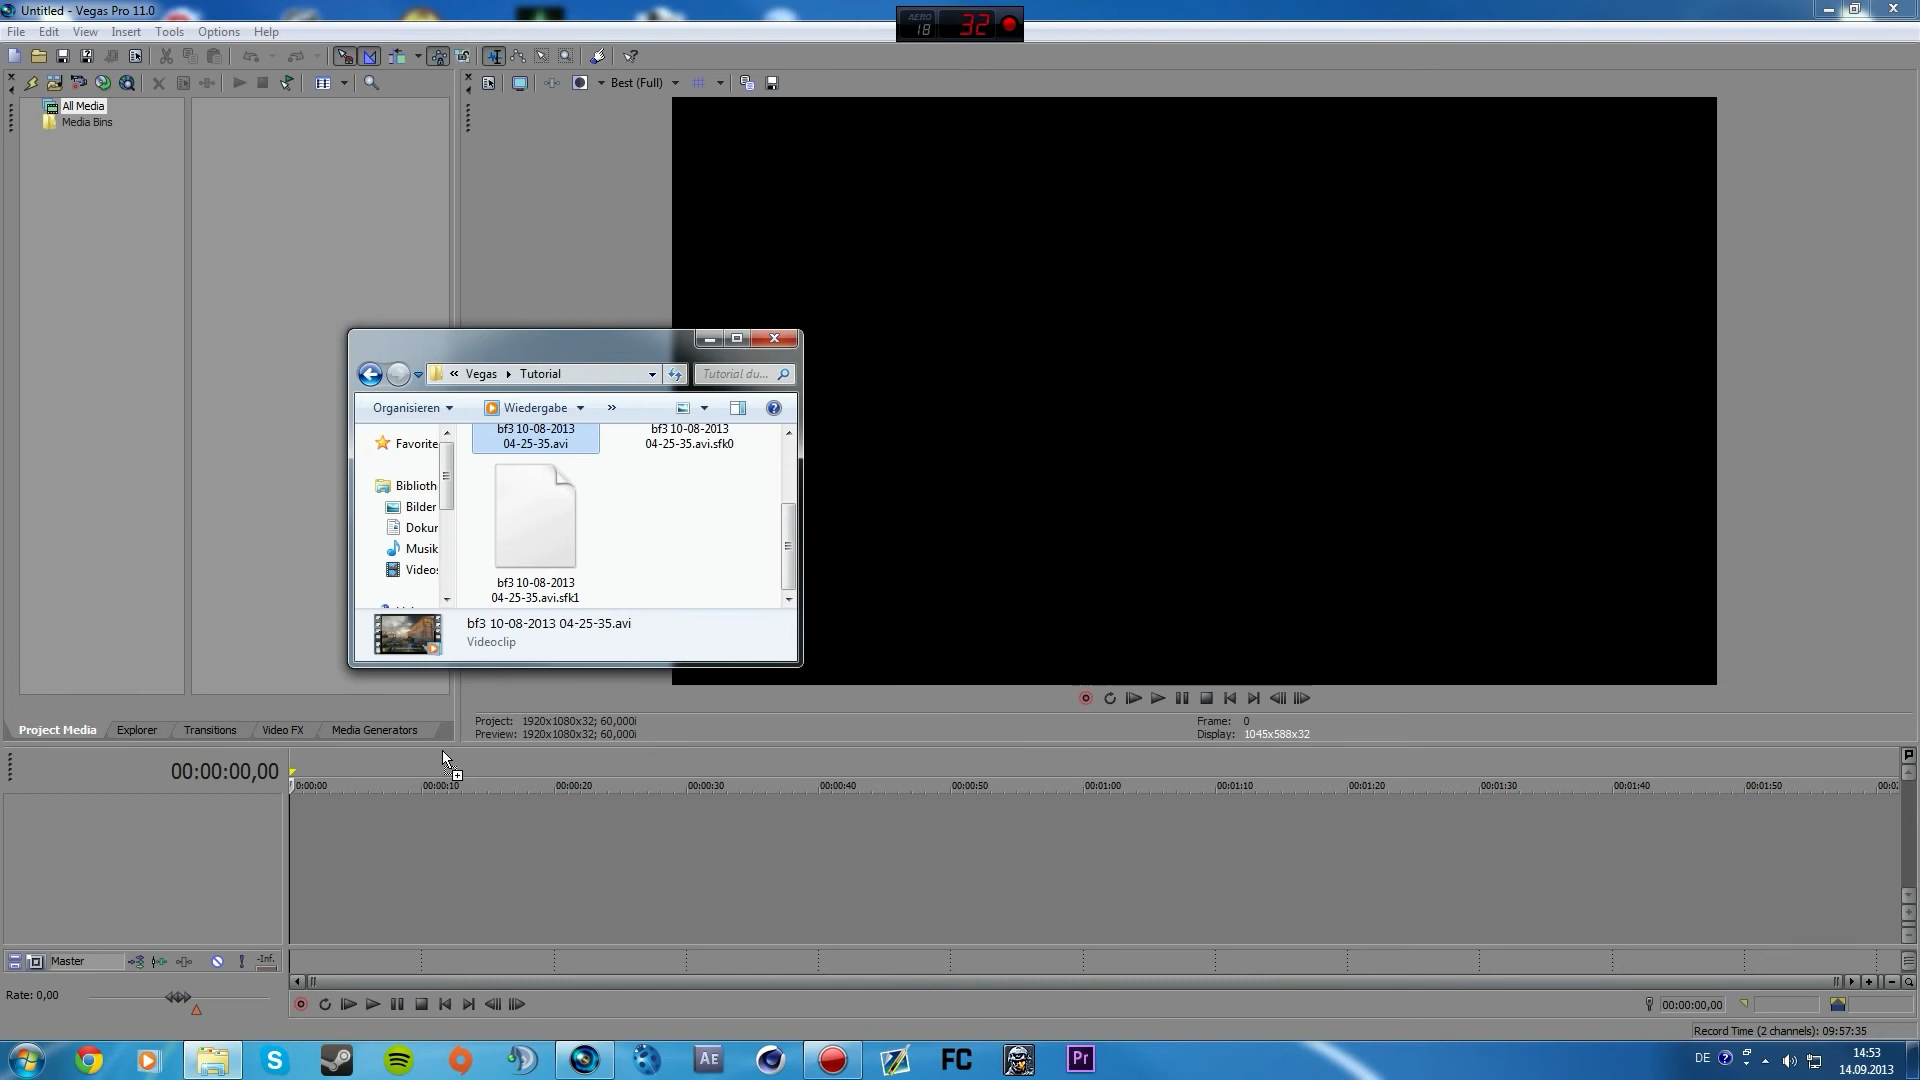 Untitled - Vegas Pro 11.0
AERO
18
32
File Edit View Insert Tools Options Help
Best (Full)
All Media
Media Bins
« Vegas Tutorial
Tutorial du...
Organisieren Wiedergabe »
Favorite
Biblioth
Bilder
Dokur
Musik
Videos
bf3 10-08-2013
04-25-35.avi
bf3 10-08-2013
04-25-35.avi.sfk0
bf3 10-08-2013
04-25-35.avi.sfk1
bf3 10-08-2013 04-25-35.avi
Videoclip
Project: 1920x1080x32; 60,000i
Preview: 1920x1080x32; 60,000i
Frame: 0
Display: 1045x588x32
Project Media Explorer Transitions Video FX Media Generators
00:00:00,00
0:00:00 00:00:10 00:00:20 00:00:30 00:00:40 00:00:50 00:01:00 00:01:10 00:01:20 00:01:30 00:01:40 00:01:50
Master
-Inf.
Rate: 0,00
00:00:00,00
Record Time (2 channels): 09:57:35
AE
FC
Pr
DE
14:53
14.09.2013